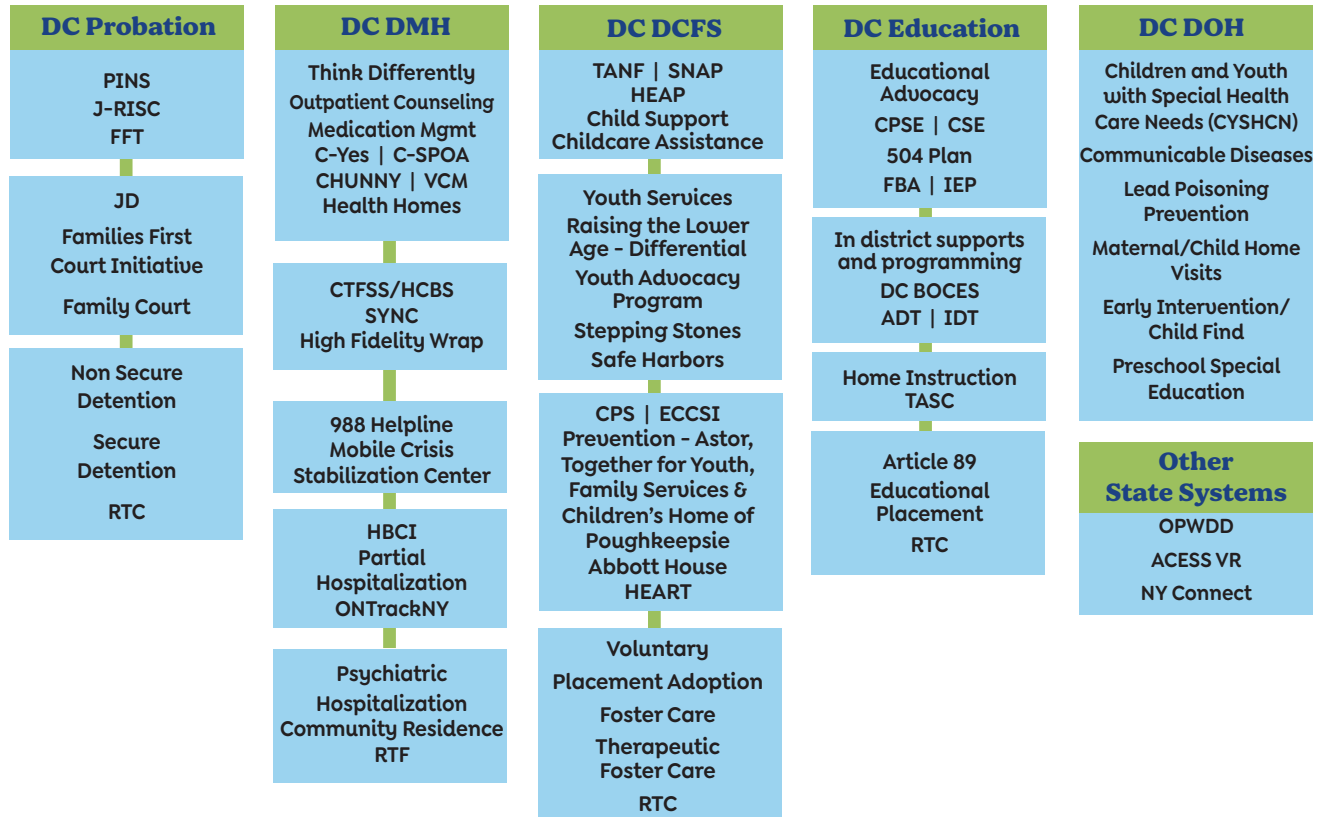 DC Probation
PINS
J-RISC
FFT
JD
Families First
Court Initiative
Family Court
Non Secure
Detention
Secure
Detention
RTC
DC DMH
Think Differently
Outpatient Counseling
Medication Mgmt
C-Yes | C-SPOA
CHUNNY | VCM
Health Homes
CTFSS/HCBS
SYNC
High Fidelity Wrap
988 Helpline
Mobile Crisis
Stabilization Center
HBCI
Partial
Hospitalization
ONTrackNY
Psychiatric
Hospitalization
Community Residence
RTF
DC DCFS
TANF | SNAP
HEAP
Child Support
Childcare Assistance
Youth Services
Raising the Lower
Age - Differential
Youth Advocacy
Program
Stepping Stones
Safe Harbors
CPS | ECCSI
Prevention - Astor,
Together for Youth,
Family Services &
Children's Home of
Poughkeepsie
Abbott House
HEART
Voluntary
Placement Adoption
Foster Care
Therapeutic
Foster Care
RTC
DC Education
Educational
Advocacy
CPSE | CSE
504 Plan
FBA | IEP
In district supports
and programming
DC BOCES
ADT | IDT
Home Instruction
TASC
Article 89
Educational
Placement
RTC
DC DOH
Children and Youth
with Special Health
Care Needs (CYSHCN)
Communicable Diseases
Lead Poisoning
Prevention
Maternal/Child Home
Visits
Early Intervention/
Child Find
Preschool Special
Education
Other
State Systems
OPWDD
ACESS VR
NY Connect